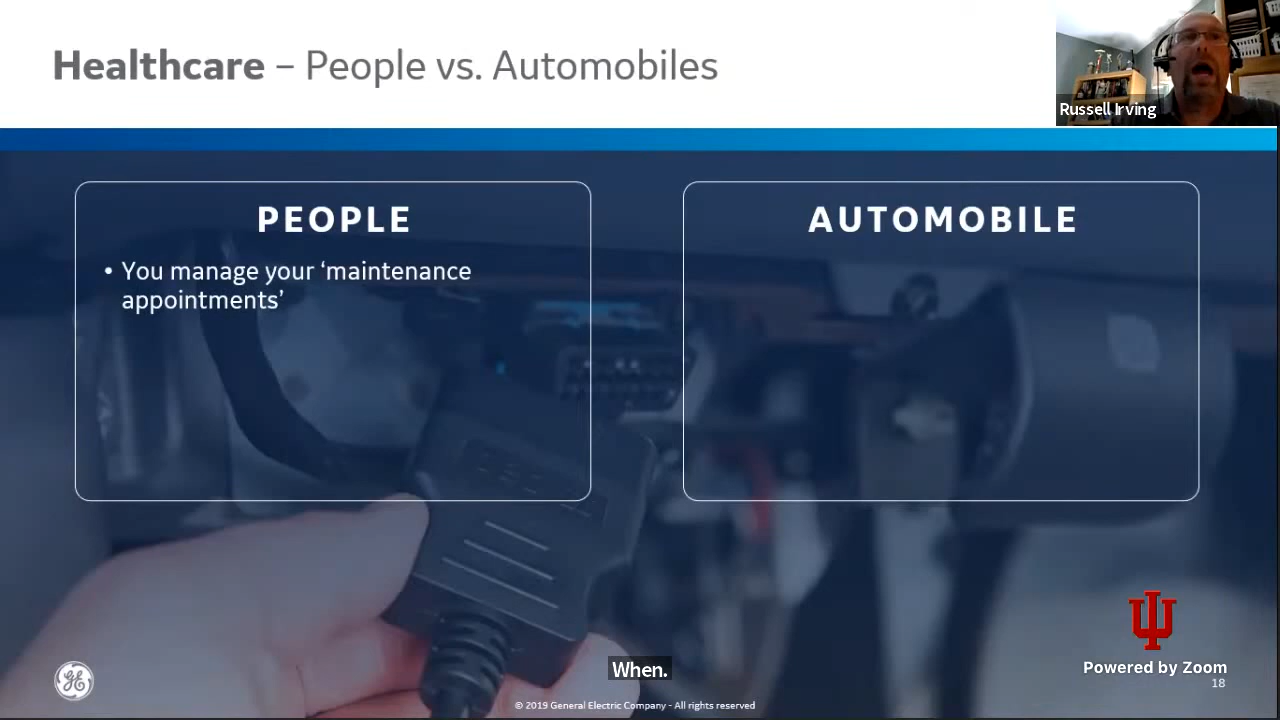 Healthcare – People vs. Automobiles
Russell Irving
PEOPLE
• You manage your ‘maintenance
appointments’
AUTOMOBILE
When.
Powered by Zoom
18
© 2019 General Electric Company - All rights reserved